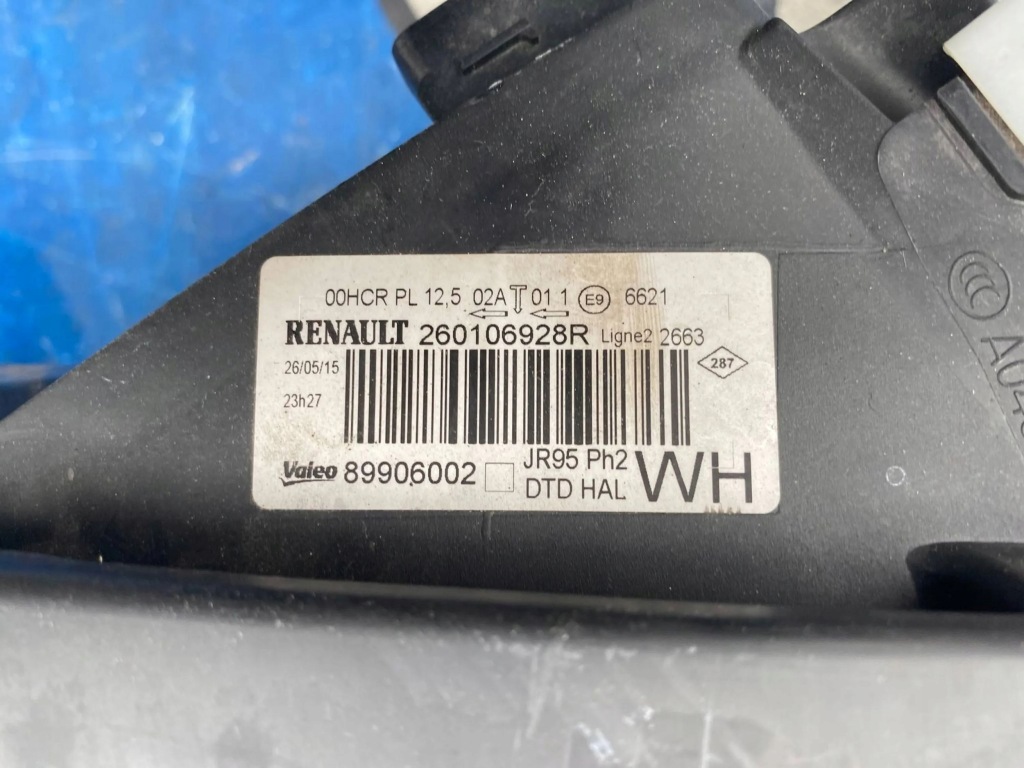 00HCR PL 12,5 02A T 01 1 E9 6621
RENAULT 260106928R Ligne2 2663
26/05/15
23h27
287
Valeo 89906002
JR95 Ph2
DTD HAL
WH